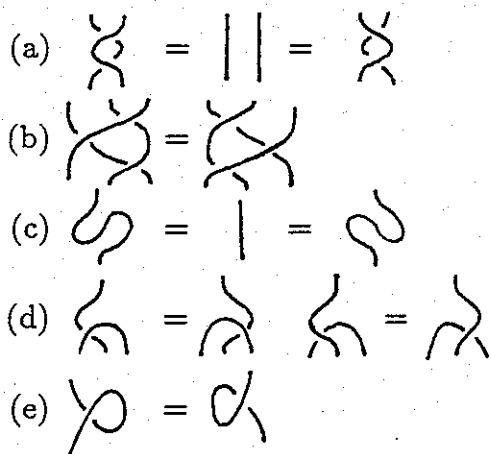 (a) = =
(b) =
(c) = =
(d) = =
(e) =